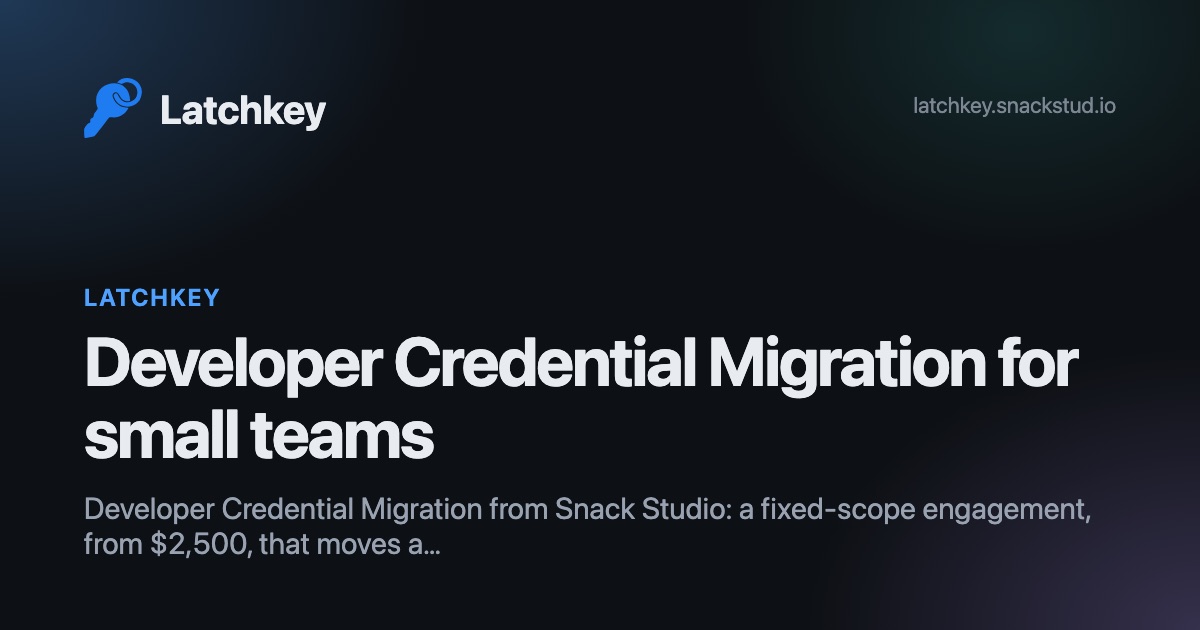 Latchkey
latchkey.snackstud.io
LATCHKEY
Developer Credential Migration for
small teams
Developer Credential Migration from Snack Studio: a fixed-scope engagement,
from $2,500, that moves a...